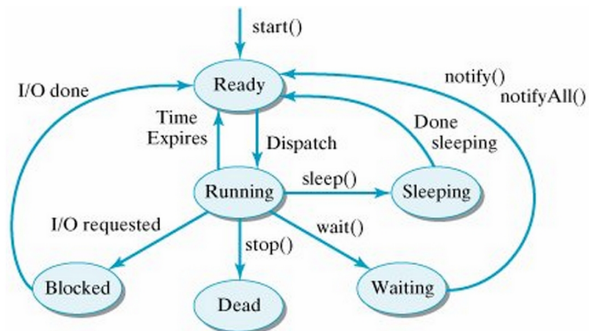 start()
Ready
I/O done
notify()
notifyAll()
Time
Expires
Dispatch
Done
sleeping
Running
sleep()
Sleeping
I/O requested
stop()
wait()
Blocked
Dead
Waiting